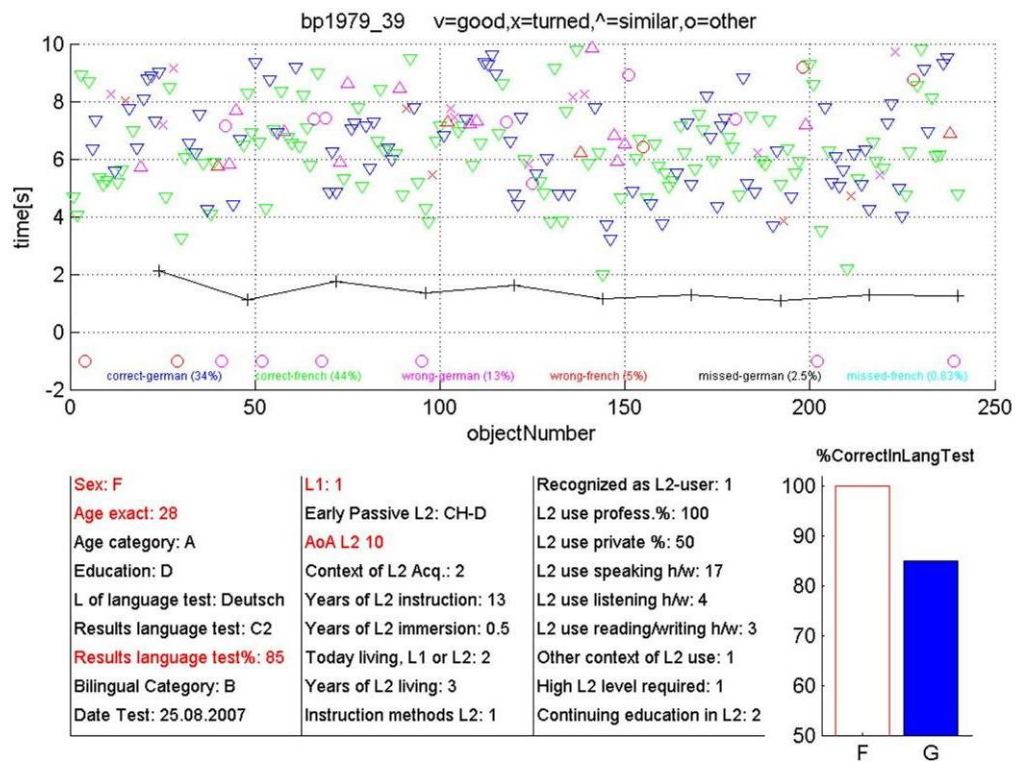 bp1979_39 v=good,x=turned,^=similar,o=other
time[s]
10
8
6
4
2
0
-2
correct-german (34%) correct-french (44%) wrong-german (13%) wrong-french (5%) missed-german (2.5%) missed-french (0.83%)
0 50 100 150 200 250
objectNumber
Sex: F
Age exact: 28
Age category: A
Education: D
L of language test: Deutsch
Results language test: C2
Results language test%: 85
Bilingual Category: B
Date Test: 25.08.2007
L1: 1
Early Passive L2: CH-D
AoA L2 10
Context of L2 Acq.: 2
Years of L2 instruction: 13
Years of L2 immersion: 0.5
Today living, L1 or L2: 2
Years of L2 living: 3
Instruction methods L2: 1
Recognized as L2-user: 1
L2 use profess.%: 100
L2 use private %: 50
L2 use speaking h/w: 17
L2 use listening h/w: 4
L2 use reading/writing h/w: 3
Other context of L2 use: 1
High L2 level required: 1
Continuing education in L2: 2
%CorrectInLangTest
100
90
80
70
60
50
F G